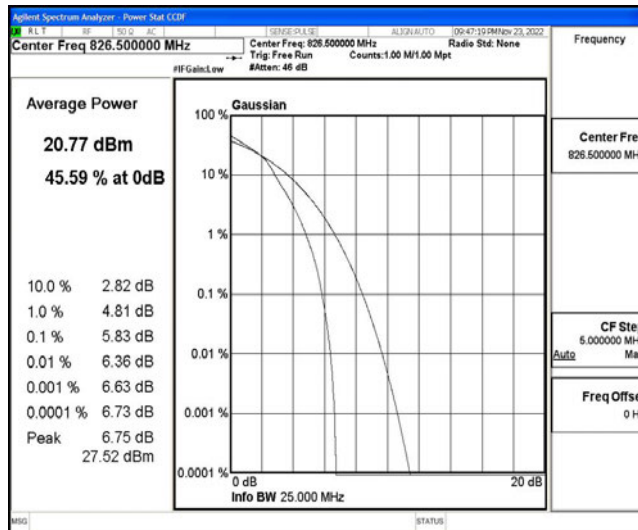 Agilent Spectrum Analyzer - Power Stat CCDF
R L T RF 50 Ω AC SENSE:PULSE ALIGNAUTO 09:47:19 PM Nov 23, 2022
Center Freq 826.500000 MHz
Center Freq: 826.500000 MHz Radio Std: None
Trig: Free Run Counts:1.00 M/1.00 Mpt
#IFGain:Low #Atten: 46 dB
Frequency
Average Power
20.77 dBm
45.59 % at 0dB
10.0 % 2.82 dB
1.0 % 4.81 dB
0.1 % 5.83 dB
0.01 % 6.36 dB
0.001 % 6.63 dB
0.0001 % 6.73 dB
Peak 6.75 dB
27.52 dBm
Gaussian
100 %
10 %
1 %
0.1 %
0.01 %
0.001 %
0.0001 %
0 dB 20 dB
Info BW 25.000 MHz
Center Fre
826.500000 MH
CF Ste
5.000000 MH
Auto Ma
Freq Offse
0 H
MSG STATUS